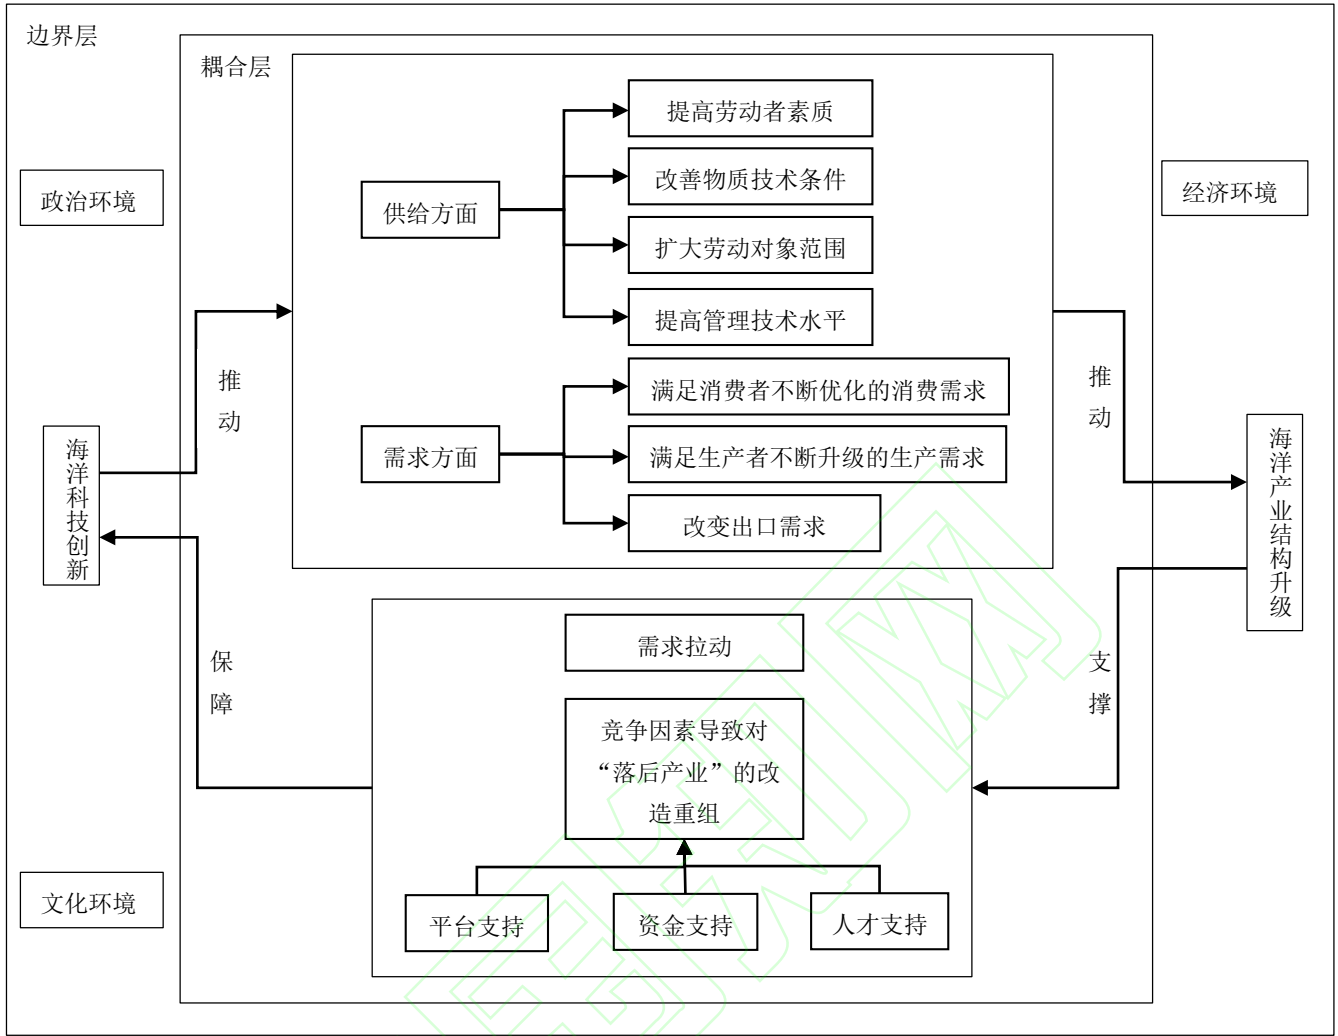 边界层
耦合层
提高劳动者素质
改善物质技术条件
政治环境
经济环境
供给方面
扩大劳动对象范围
提高管理技术水平
推动
推动
满足消费者不断优化的消费需求
需求方面
满足生产者不断升级的生产需求
改变出口需求
海洋科技创新
海洋产业结构升级
需求拉动
保障
支撑
竞争因素导致对
“落后产业”的改
造重组
文化环境
平台支持
资金支持
人才支持